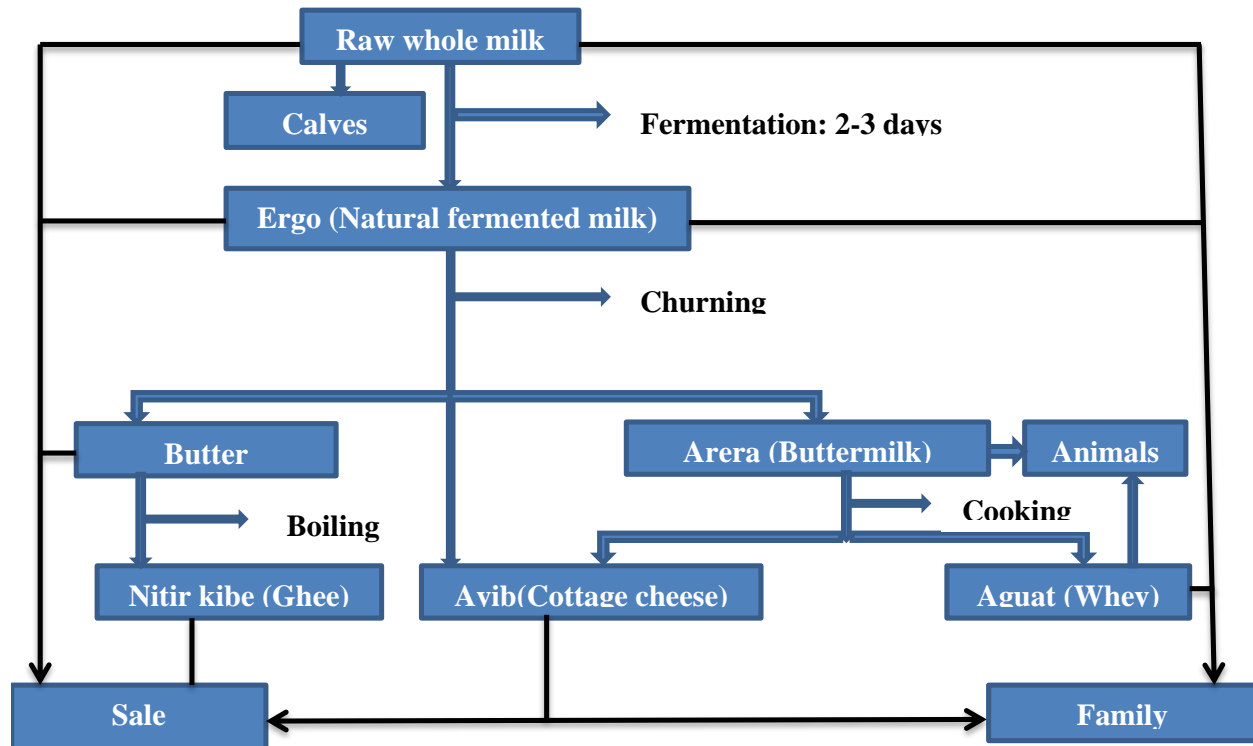 Raw whole milk
Calves
Fermentation: 2-3 days
Ergo (Natural fermented milk)
Churning
Butter
Arera (Buttermilk)
Animals
Boiling
Cooking
Nitir kibe (Ghee)
Ayib(Cottage cheese)
Aguat (Whey)
Sale
Family